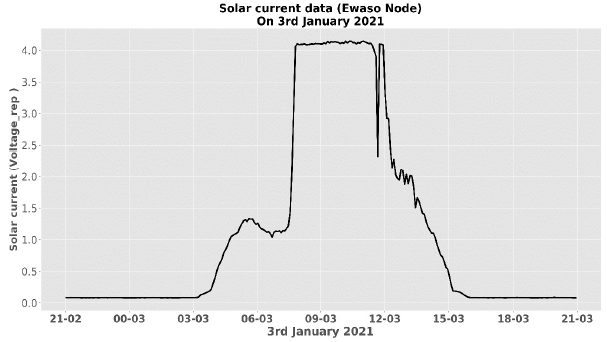 Solar current data (Ewaso Node)
On 3rd January 2021
Solar current (Voltage_rep )
4.0
3.5
3.0
2.5
2.0
1.5
1.0
0.5
0.0
21-02 00-03 03-03 06-03 09-03 12-03 15-03 18-03 21-03
3rd January 2021